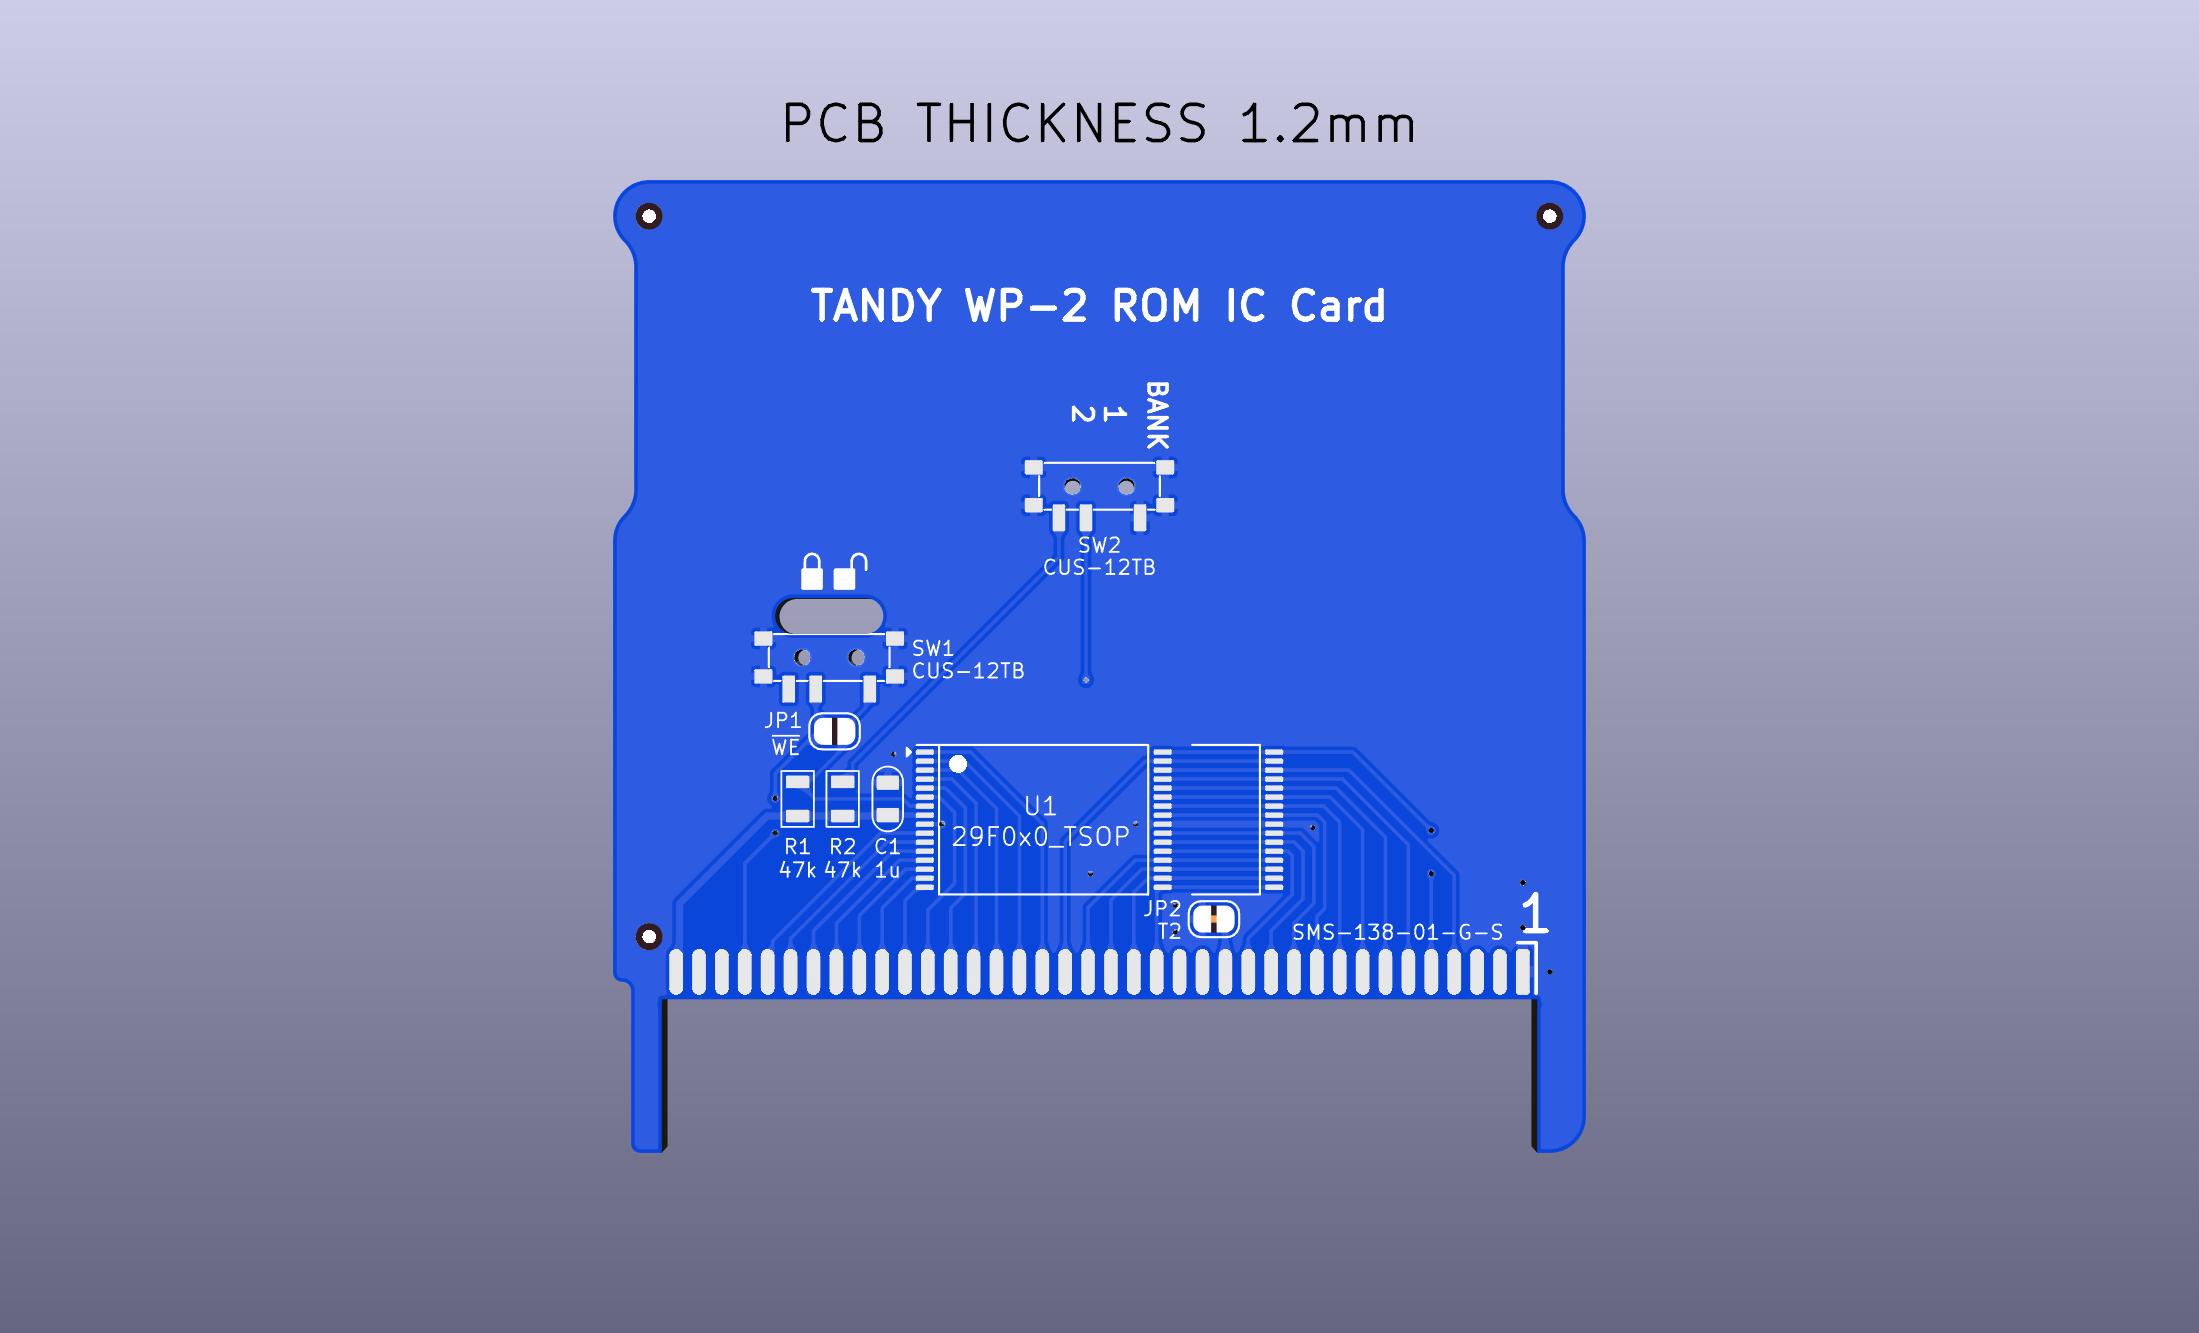 PCB THICKNESS 1.2mm
TANDY WP-2 ROM IC Card
BANK
1
2
SW2
CUS-12TB
SW1
CUS-12TB
JP1
WE
U1
29F0x0_TSOP
R1 R2 C1
47k 47k 1u
JP2
T2
SMS-138-01-G-S
1